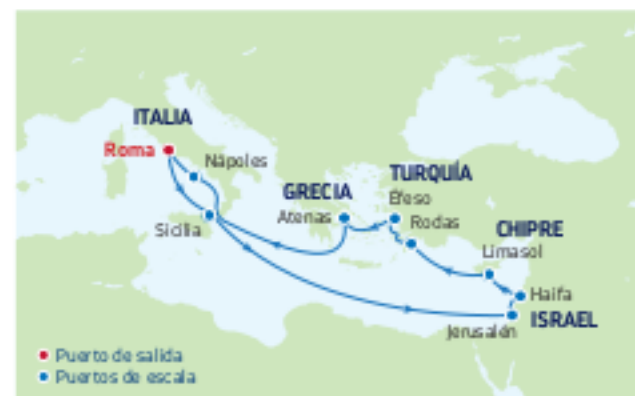 ITALIA
Roma
Nápoles
GRECIA
TURQUÍA
Efeso
Atenas
Rodas
Sicilia
CHIPRE
Limasol
Haifa
Jerusalén
ISRAEL
Puerto de salida
Puertos de escala